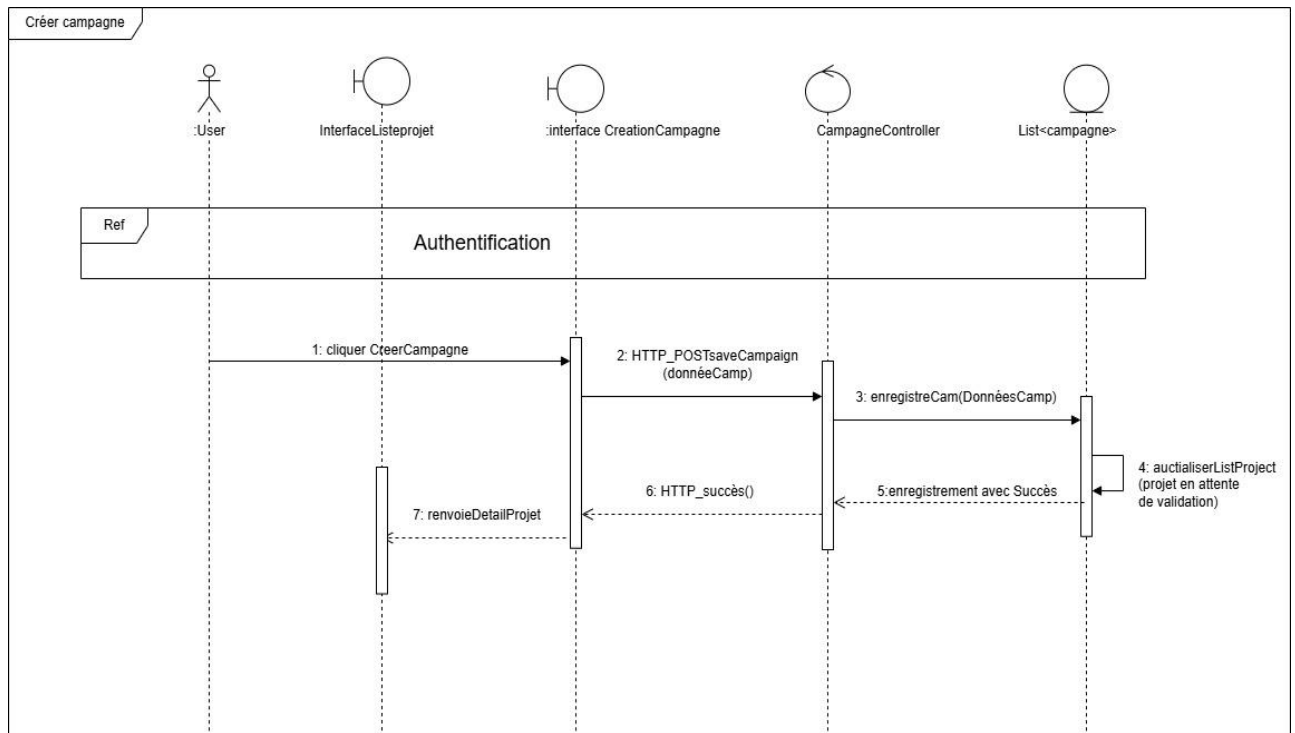 Créer campagne
:User
InterfaceListeprojet
:interface CreationCampagne
CampagneController
List<campagne>
Ref
Authentification
1: cliquer CreerCampagne
2: HTTP_POSTsaveCampaign
(donnéeCamp)
3: enregistreCam(DonnéesCamp)
4: auctialiserListProject
(projet en attente
de validation)
5:enregistrement avec Succès
6: HTTP_succès()
7: renvoieDetailProjet